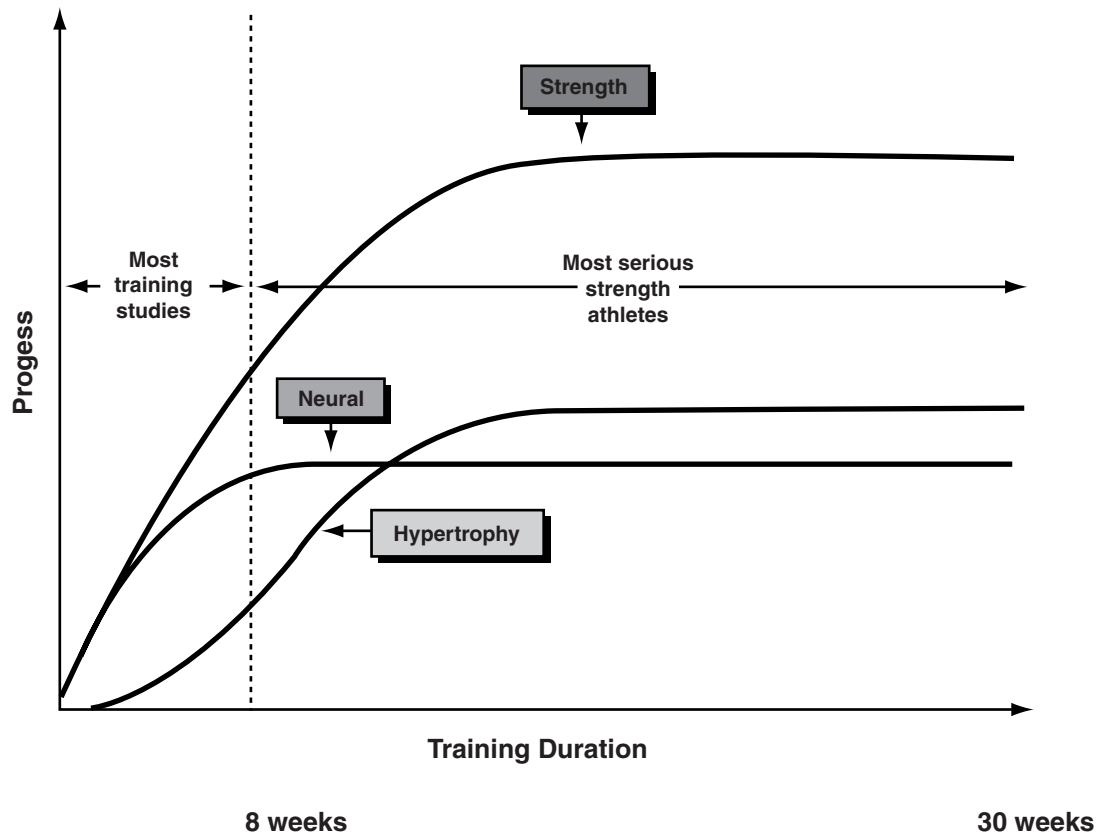 Strength
Most
training
studies
Most serious
strength
athletes
Progess
Neural
Hypertrophy
Training Duration
8 weeks
30 weeks